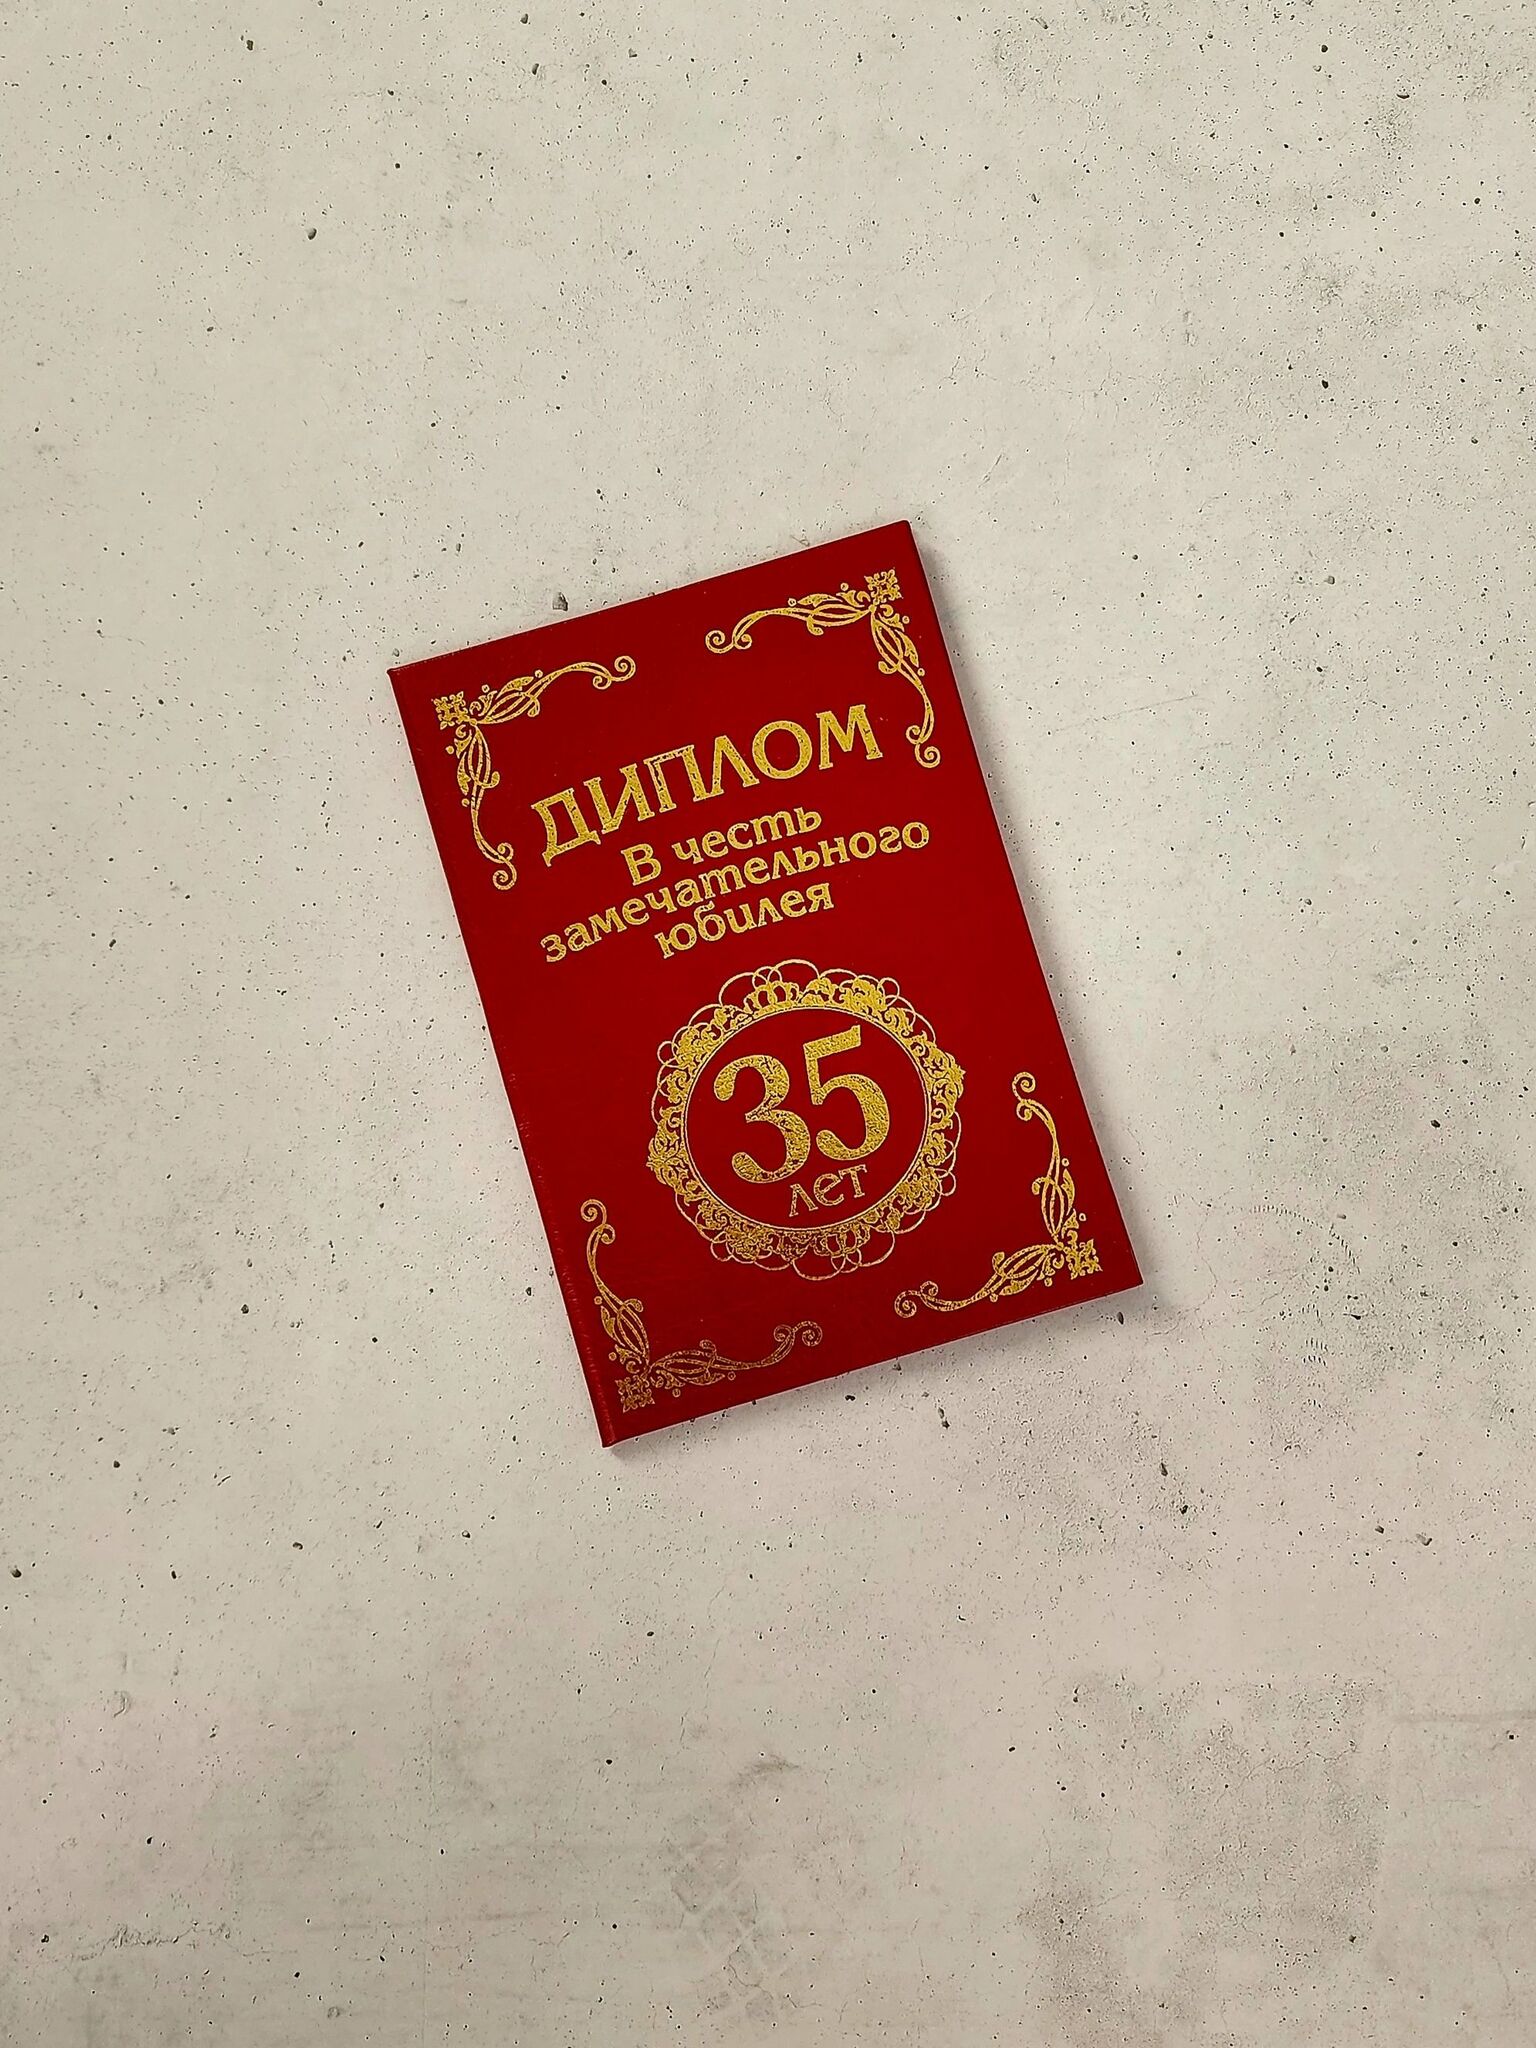 ДИПЛОМ
В честь
замечательного
юбилея
35
лет